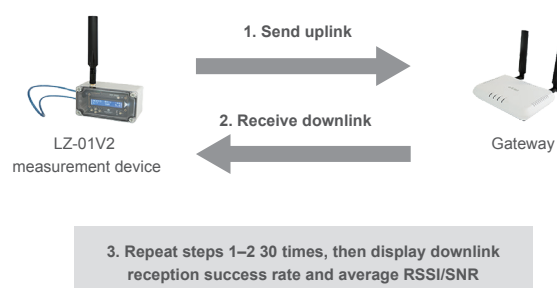 1. Send uplink
2. Receive downlink
LZ-01V2
measurement device
Gateway
3. Repeat steps 1–2 30 times, then display downlink
reception success rate and average RSSI/SNR